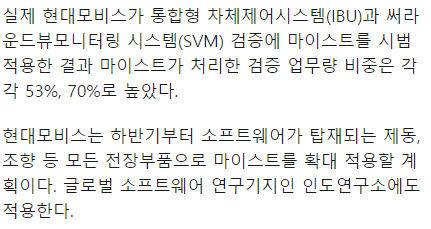 실제 현대모비스가 통합형 차체제어시스템(IBU)과 써라
운드뷰모니터링 시스템(SVM) 검증에 마이스트를 시범
적용한 결과 마이스트가 처리한 검증 업무량 비중은 각
각 53%, 70%로 높았다.
현대모비스는 하반기부터 소프트웨어가 탑재되는 제동,
조향 등 모든 전장부품으로 마이스트를 확대 적용할 계
획이다. 글로벌 소프트웨어 연구기지인 인도연구소에도
적용한다.